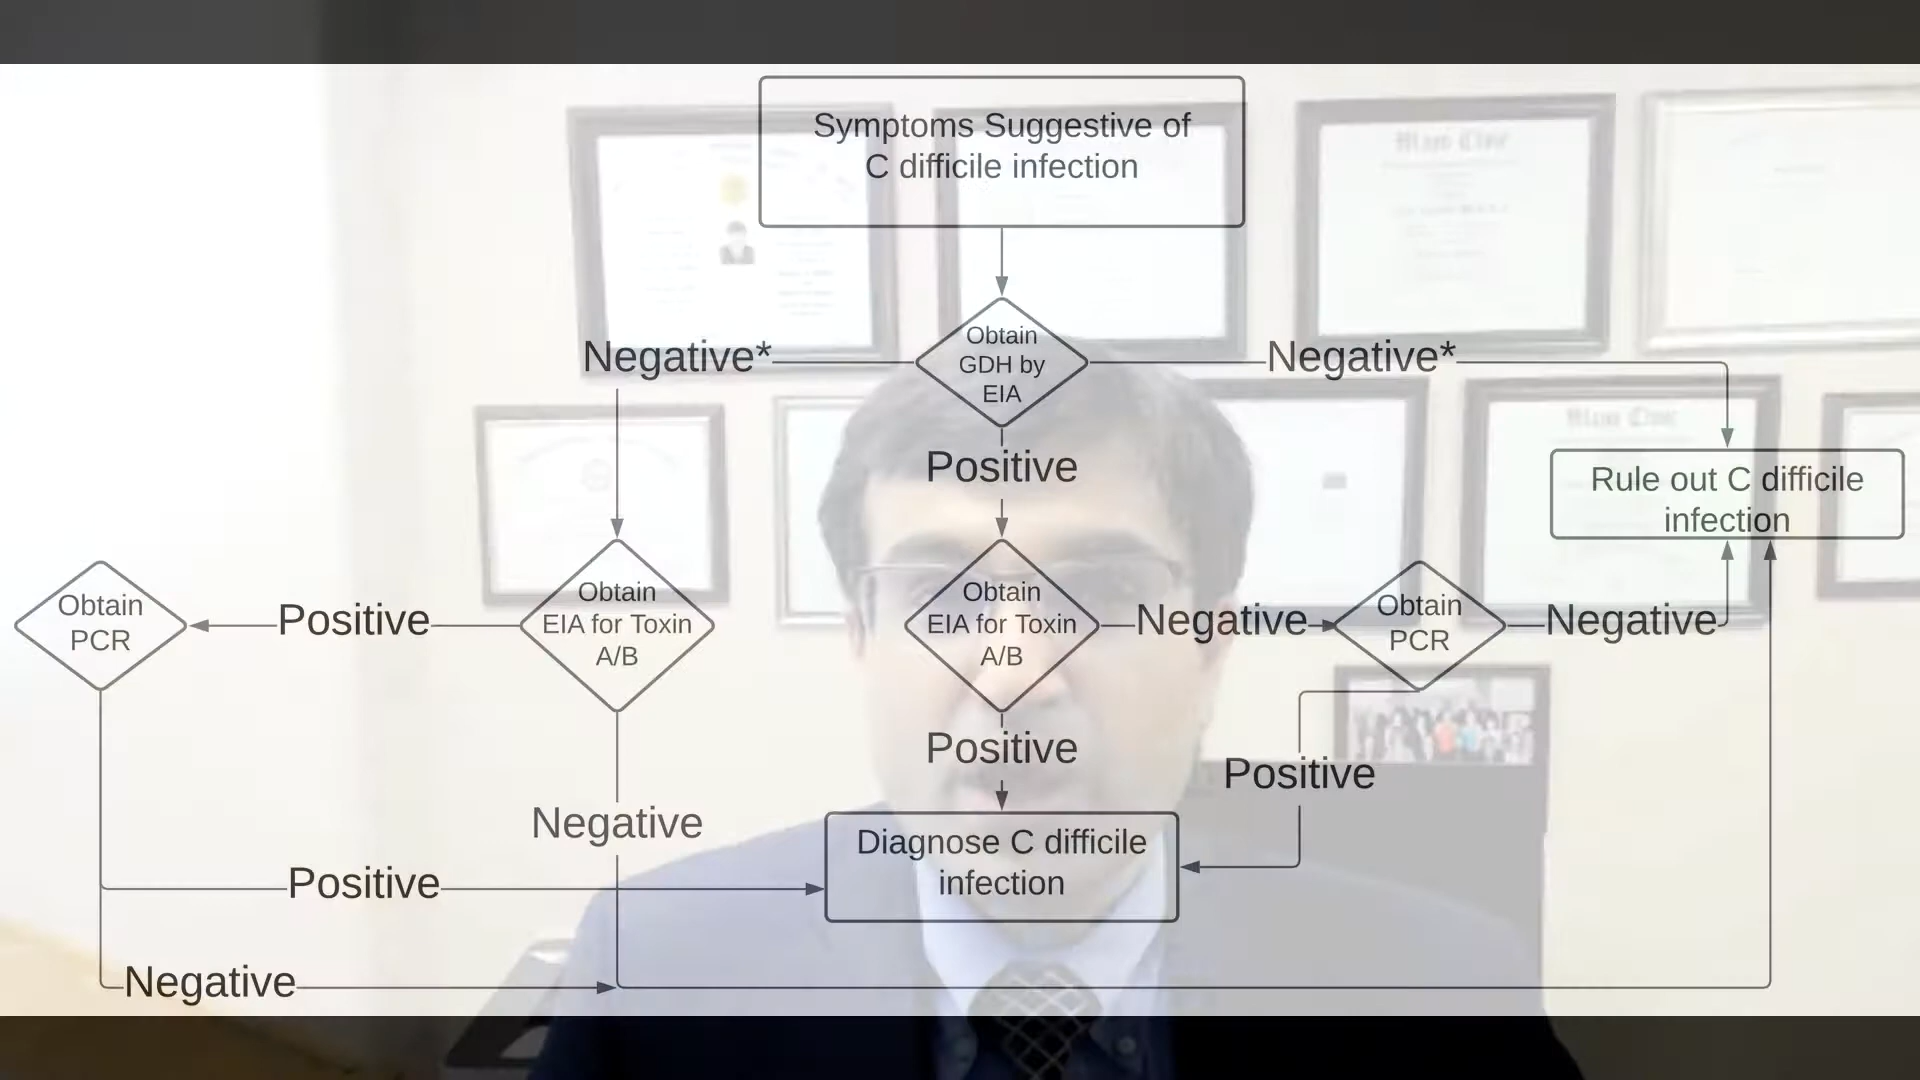 Symptoms Suggestive of
C difficile infection
Obtain
GDH by
EIA
Negative*
Negative*
Positive
Rule out C difficile
infection
Obtain
PCR
Positive
Obtain
EIA for Toxin
A/B
Obtain
EIA for Toxin
A/B
Negative
Obtain
PCR
Negative
Positive
Positive
Negative
Diagnose C difficile
infection
Positive
Negative